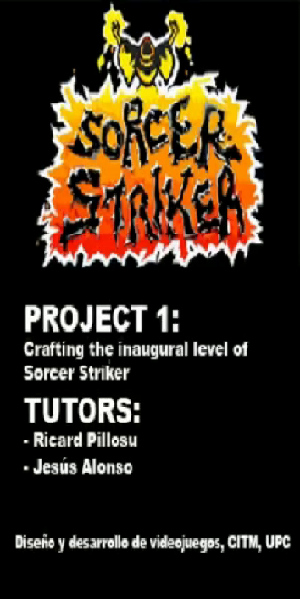 SORCER
STRIKER
PROJECT 1:
Crafting the inaugural level of
Sorcer Striker
TUTORS:
- Ricard Pillosu
- Jesús Alonso
Diseño y desarrollo de videojuegos, CITM, UPC